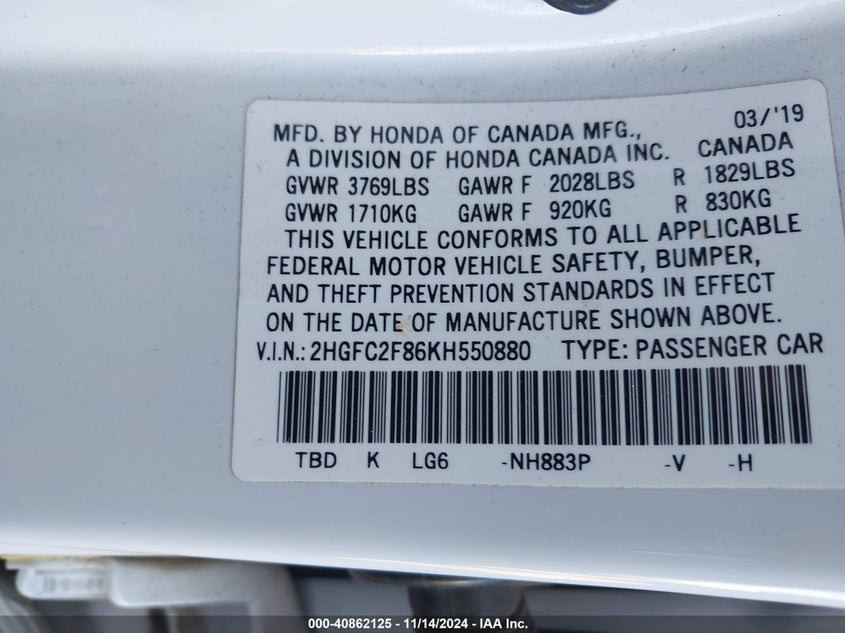 03/'19
MFD. BY HONDA OF CANADA MFG.,
A DIVISION OF HONDA CANADA INC. CANADA
GVWR 3769LBS GAWR F 2028LBS R 1829LBS
GVWR 1710KG GAWR F 920KG R 830KG
THIS VEHICLE CONFORMS TO ALL APPLICABLE
FEDERAL MOTOR VEHICLE SAFETY, BUMPER,
AND THEFT PREVENTION STANDARDS IN EFFECT
ON THE DATE OF MANUFACTURE SHOWN ABOVE.
V.I.N.: 2HGFC2F86KH550880 TYPE: PASSENGER CAR
TBD K LG6 -NH883P -V -H
000-40862125 - 11/14/2024 - IAA Inc.